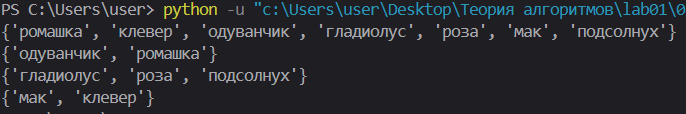 PS C:\Users\user> python -u "c:\Users\user\Desktop\Теория алгоритмов\lab01\0
{'ромашка', 'клевер', 'одуванчик', 'гладиолус', 'роза', 'мак', 'подсолнух'}
{'одуванчик', 'ромашка'}
{'гладиолус', 'роза', 'подсолнух'}
{'мак', 'клевер'}